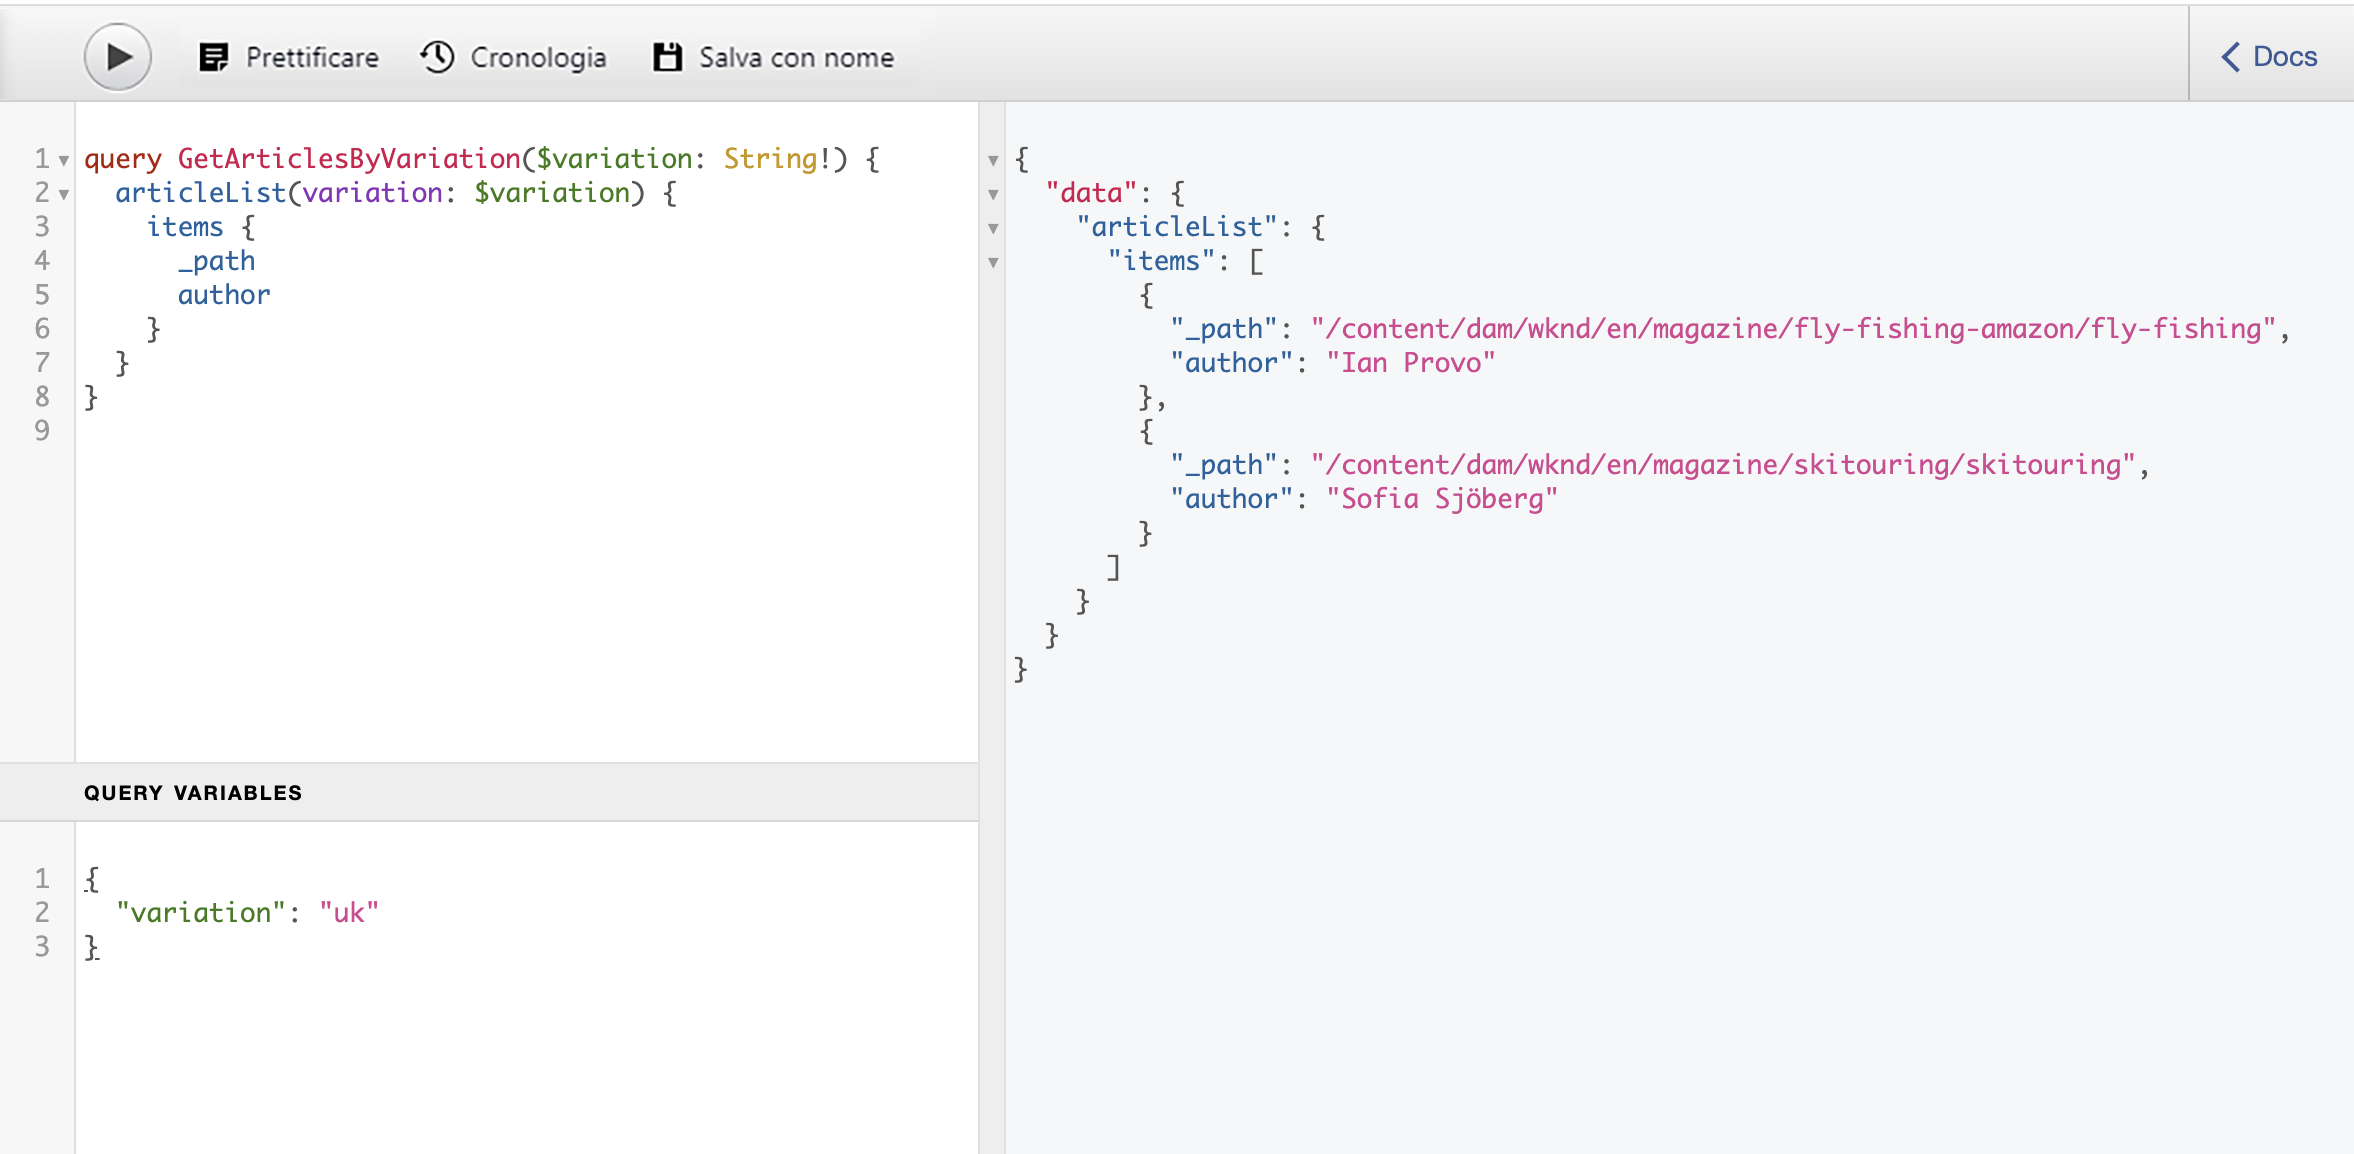 Prettificare Cronologia Salva con nome Docs
1 query GetArticlesByVariation($variation: String!) {
2   articleList(variation: $variation) {
3     items {
4       _path
5       author
6     }
7   }
8 }
9
QUERY VARIABLES
1 {
2   "variation": "uk"
3 }
{
  "data": {
    "articleList": {
      "items": [
        {
          "_path": "/content/dam/wknd/en/magazine/fly-fishing-amazon/fly-fishing",
          "author": "Ian Provo"
        },
        {
          "_path": "/content/dam/wknd/en/magazine/skitouring/skitouring",
          "author": "Sofia Sjöberg"
        }
      ]
    }
  }
}